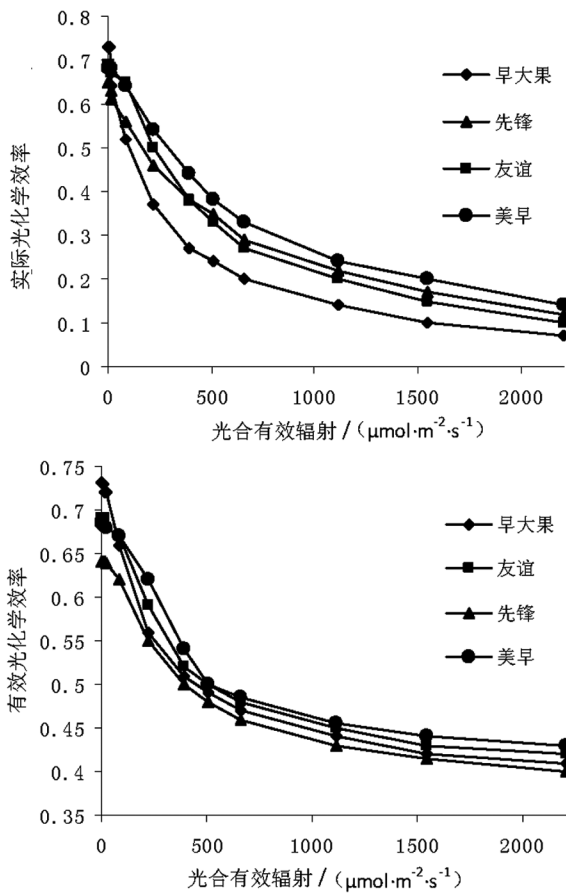 0.8
0.7
0.6
0.5
0.4
0.3
0.2
0.1
0
实际光化学效率
早大果
先锋
友谊
美早
0 500 1000 1500 2000
光合有效辐射/（μmol·m⁻²·s⁻¹）
0.75
0.7
0.65
0.6
0.55
0.5
0.45
0.4
0.35
有效光化学效率
早大果
友谊
先锋
美早
0 500 1000 1500 2000
光合有效辐射/（μmol·m⁻²·s⁻¹）